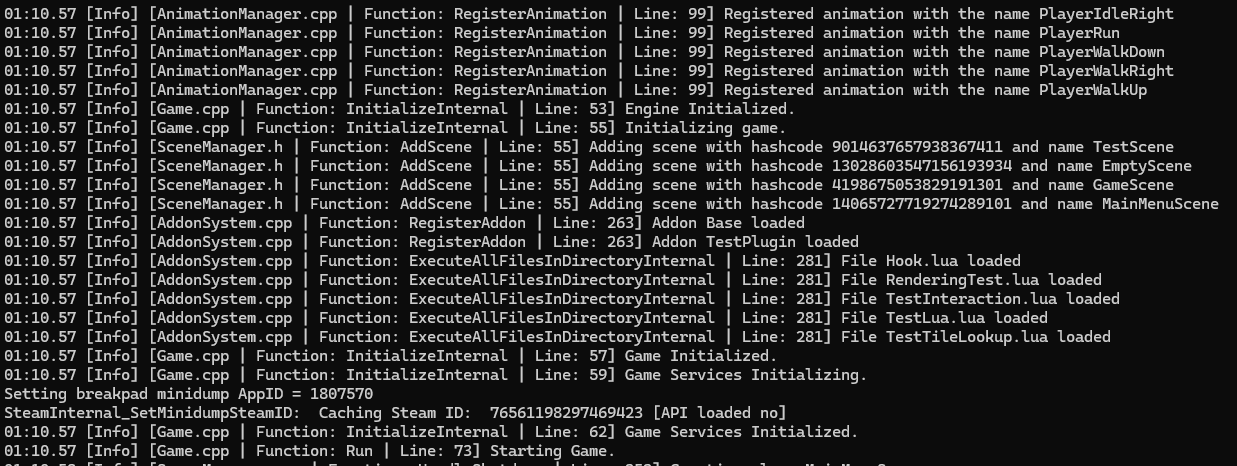 01:10.57 [Info] [AnimationManager.cpp | Function: RegisterAnimation | Line: 99] Registered animation with the name PlayerIdleRight
01:10.57 [Info] [AnimationManager.cpp | Function: RegisterAnimation | Line: 99] Registered animation with the name PlayerRun
01:10.57 [Info] [AnimationManager.cpp | Function: RegisterAnimation | Line: 99] Registered animation with the name PlayerWalkDown
01:10.57 [Info] [AnimationManager.cpp | Function: RegisterAnimation | Line: 99] Registered animation with the name PlayerWalkRight
01:10.57 [Info] [AnimationManager.cpp | Function: RegisterAnimation | Line: 99] Registered animation with the name PlayerWalkUp
01:10.57 [Info] [Game.cpp | Function: InitializeInternal | Line: 53] Engine Initialized.
01:10.57 [Info] [Game.cpp | Function: InitializeInternal | Line: 55] Initializing game.
01:10.57 [Info] [SceneManager.h | Function: AddScene | Line: 55] Adding scene with hashcode 9014637657938367411 and name TestScene
01:10.57 [Info] [SceneManager.h | Function: AddScene | Line: 55] Adding scene with hashcode 13028603547156193934 and name EmptyScene
01:10.57 [Info] [SceneManager.h | Function: AddScene | Line: 55] Adding scene with hashcode 4198675053829191301 and name GameScene
01:10.57 [Info] [SceneManager.h | Function: AddScene | Line: 55] Adding scene with hashcode 14065727719274289101 and name MainMenuScene
01:10.57 [Info] [AddonSystem.cpp | Function: RegisterAddon | Line: 263] Addon Base loaded
01:10.57 [Info] [AddonSystem.cpp | Function: RegisterAddon | Line: 263] Addon TestPlugin loaded
01:10.57 [Info] [AddonSystem.cpp | Function: ExecuteAllFilesInDirectoryInternal | Line: 281] File Hook.lua loaded
01:10.57 [Info] [AddonSystem.cpp | Function: ExecuteAllFilesInDirectoryInternal | Line: 281] File RenderingTest.lua loaded
01:10.57 [Info] [AddonSystem.cpp | Function: ExecuteAllFilesInDirectoryInternal | Line: 281] File TestInteraction.lua loaded
01:10.57 [Info] [AddonSystem.cpp | Function: ExecuteAllFilesInDirectoryInternal | Line: 281] File TestLua.lua loaded
01:10.57 [Info] [AddonSystem.cpp | Function: ExecuteAllFilesInDirectoryInternal | Line: 281] File TestTileLookup.lua loaded
01:10.57 [Info] [Game.cpp | Function: InitializeInternal | Line: 57] Game Initialized.
01:10.57 [Info] [Game.cpp | Function: InitializeInternal | Line: 59] Game Services Initializing.
Setting breakpad minidump AppID = 1807570
SteamInternal_SetMinidumpSteamID:  Caching Steam ID:  76561198297469423 [API loaded no]
01:10.57 [Info] [Game.cpp | Function: InitializeInternal | Line: 62] Game Services Initialized.
01:10.57 [Info] [Game.cpp | Function: Run | Line: 73] Starting Game.